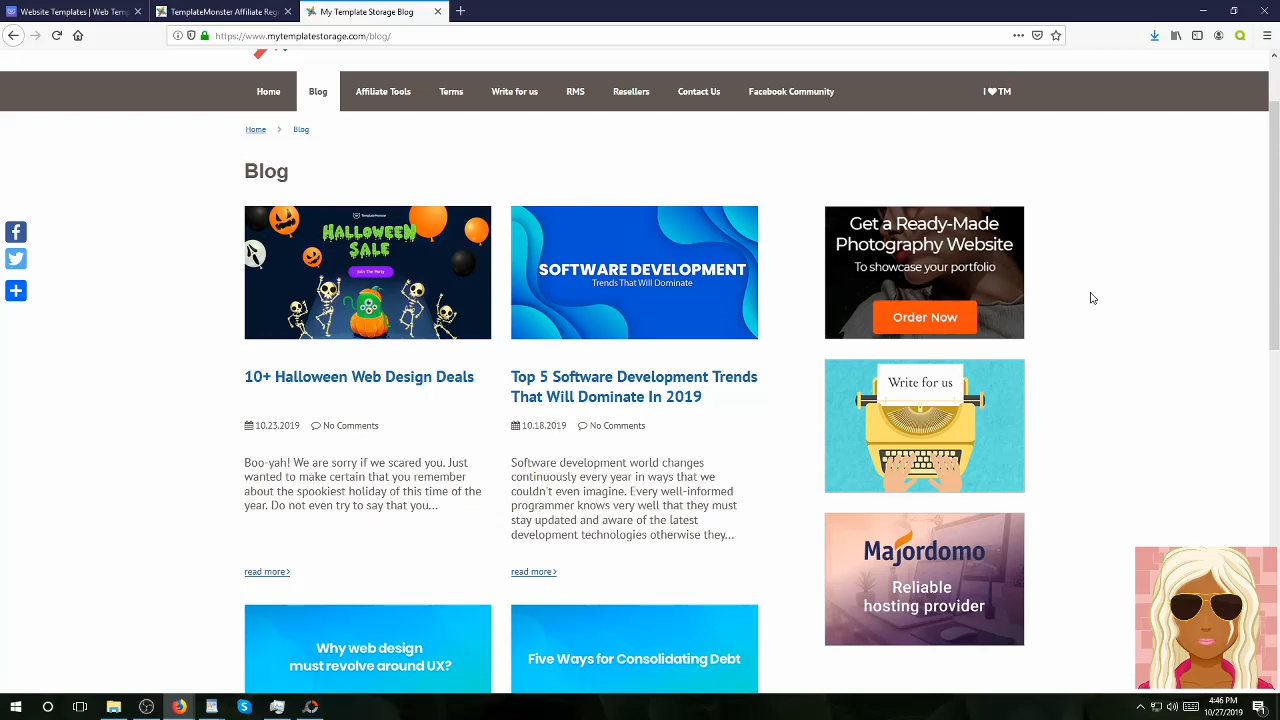 Website Templates | Web Temp
TemplateMonster Affiliate Regi
My Template Storage Blog
https://www.mytemplatestorage.com/blog/
Home
Blog
Affiliate Tools
Terms
Write for us
RMS
Resellers
Contact Us
Facebook Community
I TM
Home > Blog
Blog
TemplateMonster
HALLOWEEN
SALE
Join The Party
SOFTWARE DEVELOPMENT
Trends That Will Dominate
Get a Ready-Made
Photography Website
To showcase your portfolio
Order Now
10+ Halloween Web Design Deals
10.23.2019 No Comments
Boo-yah! We are sorry if we scared you. Just
wanted to make certain that you remember
about the spookiest holiday of this time of the
year. Do not even try to say that you...
read more >
Top 5 Software Development Trends
That Will Dominate In 2019
10.18.2019 No Comments
Software development world changes
continuously every year in ways that we
couldn't even imagine. Every well-informed
programmer knows very well that they must
stay updated and aware of the latest
development technologies otherwise they...
read more >
Write for us
Majordomo
Reliable
hosting provider
Why web design
must revolve around UX?
Five Ways for Consolidating Debt
4:46 PM
10/27/2019